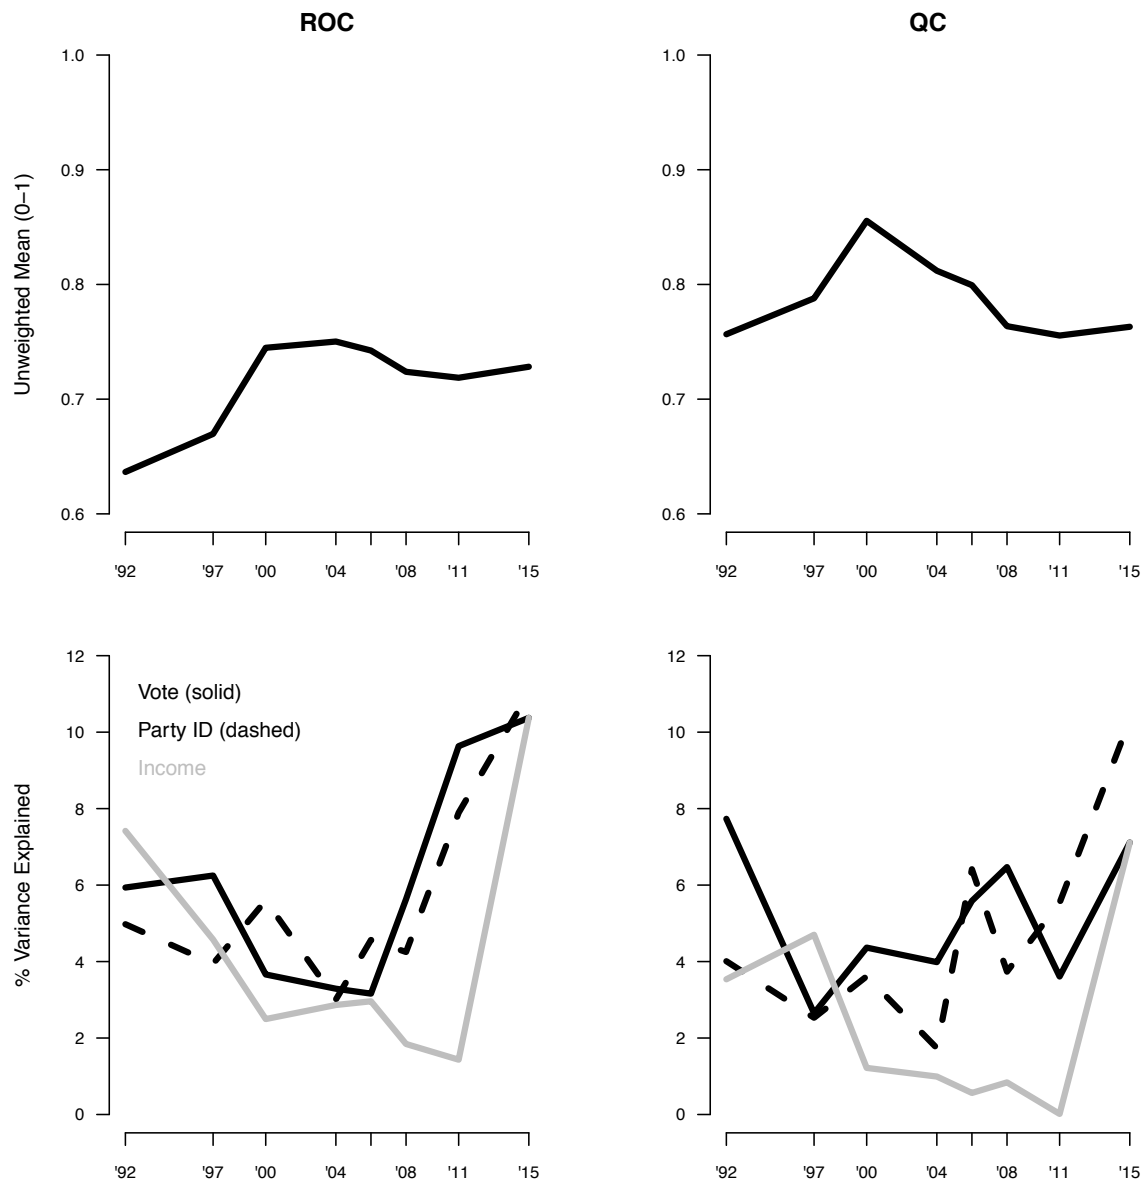 ROC
QC
Unweighted Mean (0–1)
1.0
0.9
0.8
0.7
0.6
'92 '97 '00 '04 '08 '11 '15
1.0
0.9
0.8
0.7
0.6
'92 '97 '00 '04 '08 '11 '15
% Variance Explained
12
10
8
6
4
2
0
Vote (solid)
Party ID (dashed)
Income
'92 '97 '00 '04 '08 '11 '15
12
10
8
6
4
2
0
'92 '97 '00 '04 '08 '11 '15